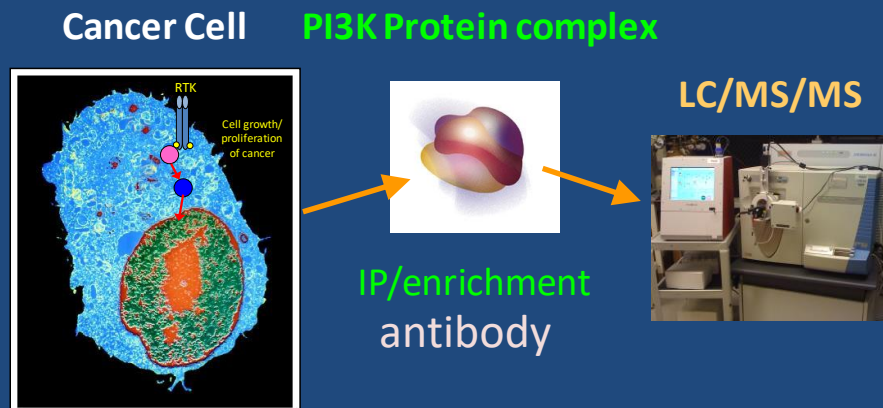 Cancer Cell
PI3K Protein complex
LC/MS/MS
RTK
Cell growth/
proliferation
of cancer
IP/enrichment
antibody